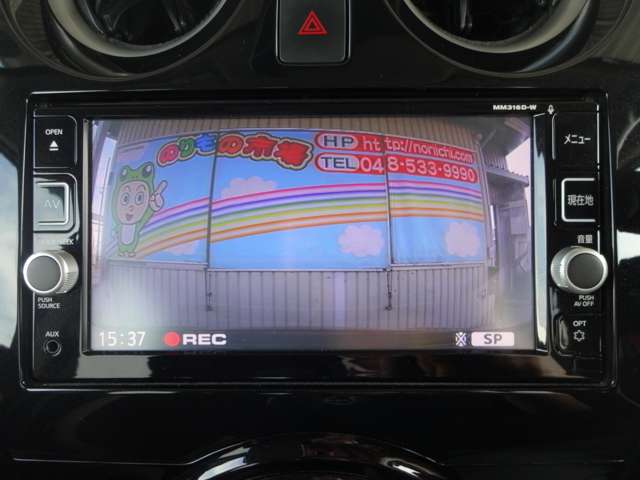 MM316D-W
OPEN
メニュー
のりもの市場
HP http://noriichi.com
TEL 048-533-9990
AV
現在地
音量
PUSH
SOURCE
PUSH
AV OFF
AUX
OPT
15:37 REC
SP